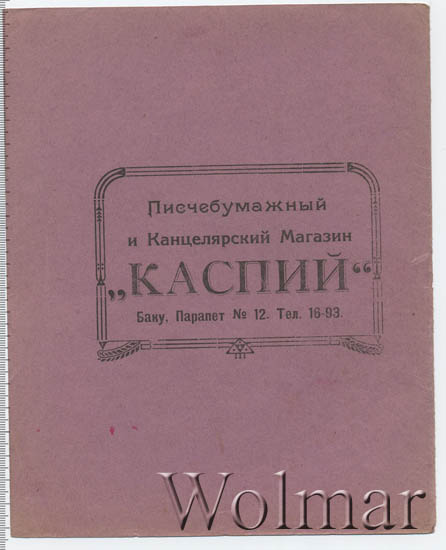 Писчебумажный
и Канцелярский Магазин
„КАСПИЙ“
Баку, Парапет № 12. Тел. 16-93.
Wolmar